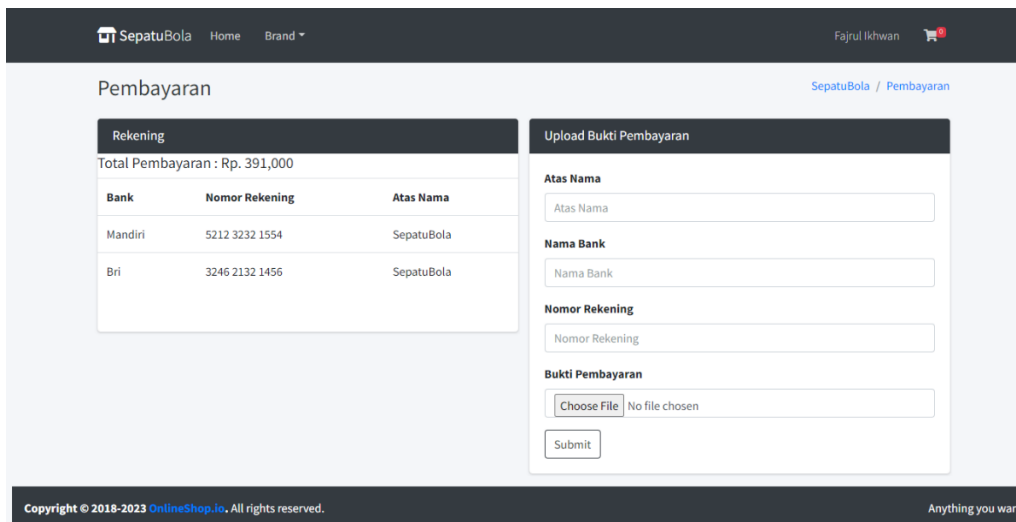 SepatuBola Home Brand Fajrul Ikhwan 0
Pembayaran SepatuBola / Pembayaran
Rekening
Total Pembayaran : Rp. 391,000
Bank Nomor Rekening Atas Nama
Mandiri 5212 3232 1554 SepatuBola
Bri 3246 2132 1456 SepatuBola
Upload Bukti Pembayaran
Atas Nama
Atas Nama
Nama Bank
Nama Bank
Nomor Rekening
Nomor Rekening
Bukti Pembayaran
Choose File No file chosen
Submit
Copyright © 2018-2023 OnlineShop.io. All rights reserved. Anything you wan